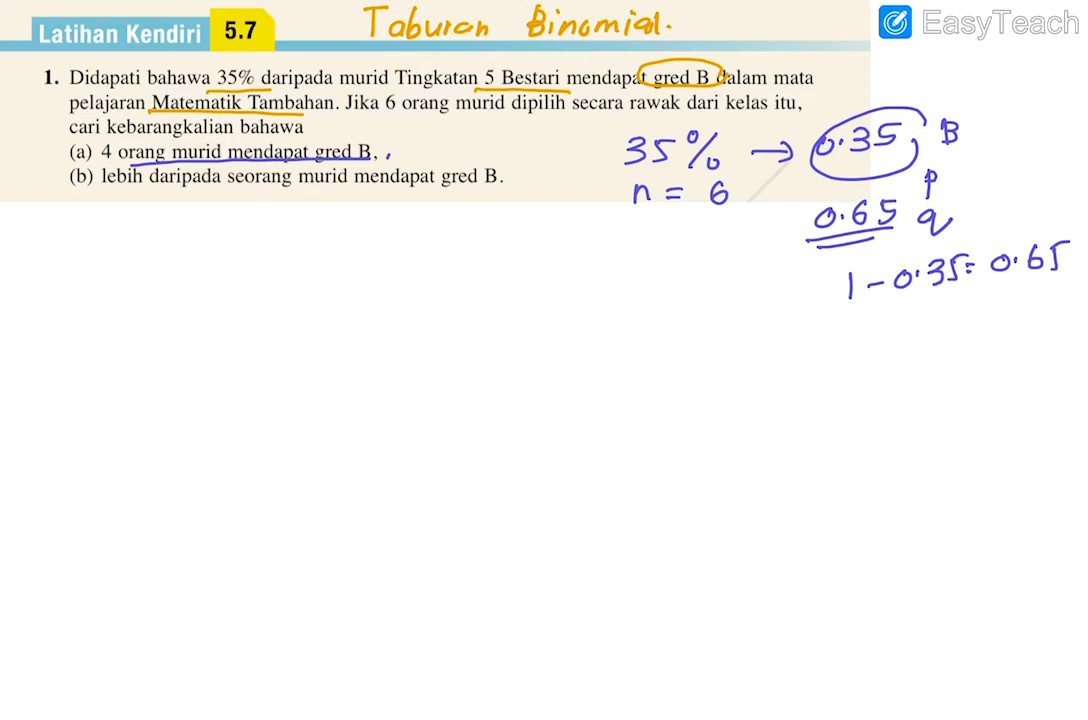 Latihan Kendiri 5.7
Taburan Binomial.
EasyTeach
1. Didapati bahawa 35% daripada murid Tingkatan 5 Bestari mendapat gred B dalam mata
pelajaran Matematik Tambahan. Jika 6 orang murid dipilih secara rawak dari kelas itu,
cari kebarangkalian bahawa
(a) 4 orang murid mendapat gred B,
(b) lebih daripada seorang murid mendapat gred B.
35% → 0.35, B
p
n = 6
0.65 q
1 - 0.35 = 0.65